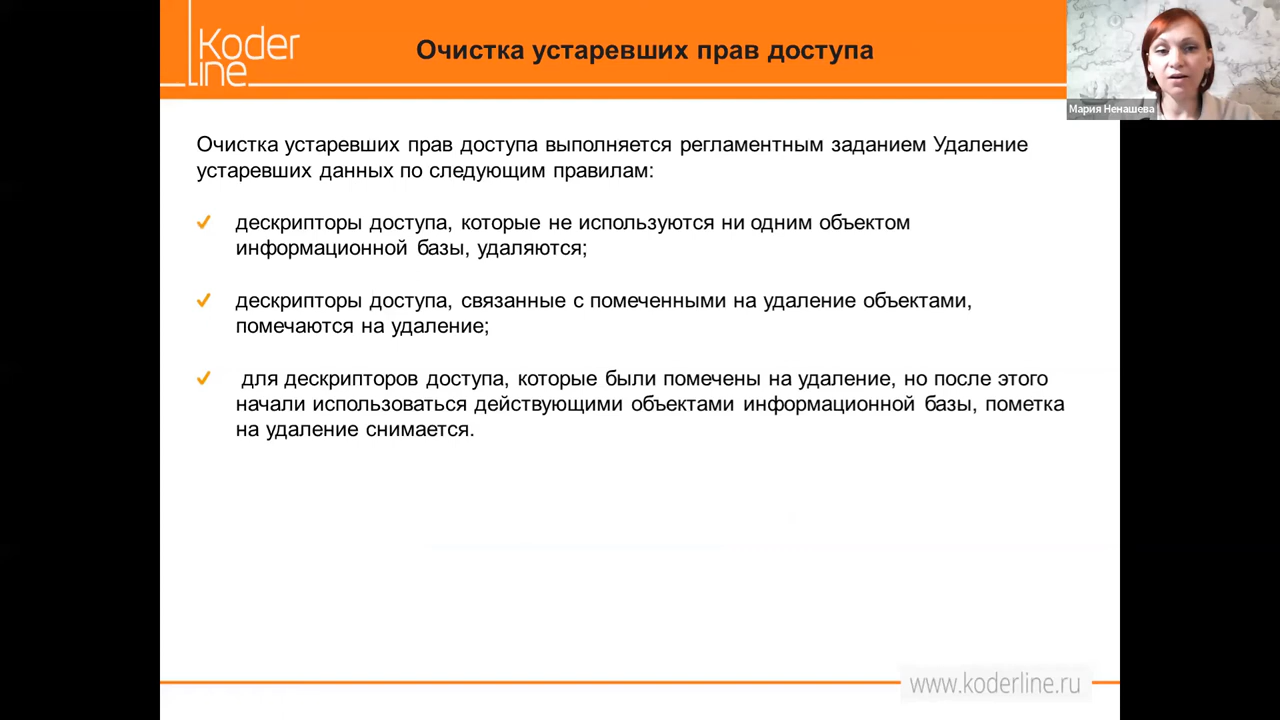 Koder
line
Очистка устаревших прав доступа
Мария Ненашева
Очистка устаревших прав доступа выполняется регламентным заданием Удаление
устаревших данных по следующим правилам:
дескрипторы доступа, которые не используются ни одним объектом
информационной базы, удаляются;
дескрипторы доступа, связанные с помеченными на удаление объектами,
помечаются на удаление;
для дескрипторов доступа, которые были помечены на удаление, но после этого
начали использоваться действующими объектами информационной базы, пометка
на удаление снимается.
www.koderline.ru